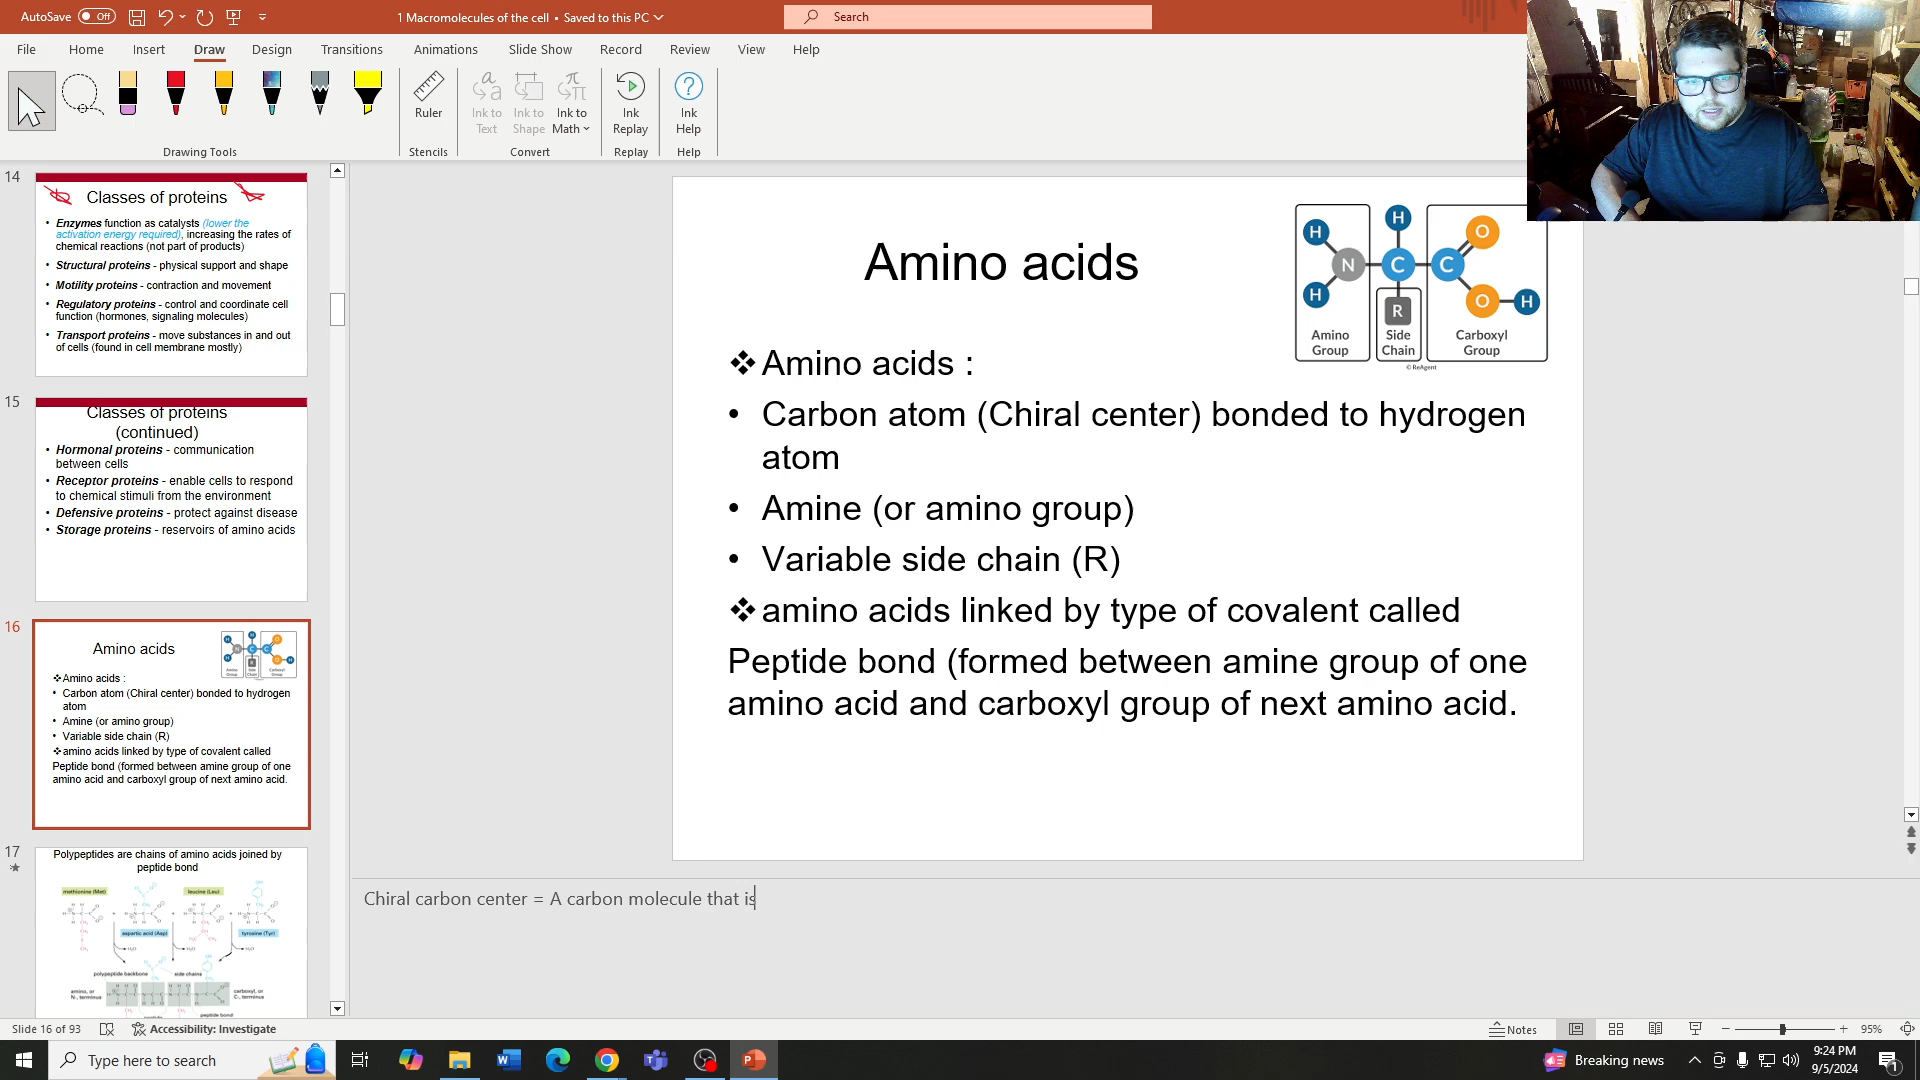 AutoSave Off 1 Macromolecules of the cell • Saved to this PC Search
File Home Insert Draw Design Transitions Animations Slide Show Record Review View Help
Ruler
Ink to Text
Ink to Shape
Ink to Math
Ink Replay
Ink Help
Drawing Tools Stencils Convert Replay Help
14
Classes of proteins
• Enzymes function as catalysts (lower the
activation energy required), increasing the rates of
chemical reactions (not part of products)
• Structural proteins - physical support and shape
• Motility proteins - contraction and movement
• Regulatory proteins - control and coordinate cell
function (hormones, signaling molecules)
• Transport proteins - move substances in and out
of cells (found in cell membrane mostly)
15
Classes of proteins
(continued)
• Hormonal proteins - communication
between cells
• Receptor proteins - enable cells to respond
to chemical stimuli from the environment
• Defensive proteins - protect against disease
• Storage proteins - reservoirs of amino acids
16
Amino acids
❖Amino acids :
• Carbon atom (Chiral center) bonded to hydrogen
atom
• Amine (or amino group)
• Variable side chain (R)
❖amino acids linked by type of covalent called
Peptide bond (formed between amine group of one
amino acid and carboxyl group of next amino acid.
17
Polypeptides are chains of amino acids joined by
peptide bond
methionine (Met) leucine (Leu)
aspartic acid (Asp) tyrosine (Tyr)
polypeptide backbone side chains
amino, or
N-, terminus
carboxyl, or
C-, terminus
peptide bond
Amino acids
H H O
N C C
H R O H
Amino Group
Side Chain
Carboxyl Group
© ReAgent
❖Amino acids :
• Carbon atom (Chiral center) bonded to hydrogen
atom
• Amine (or amino group)
• Variable side chain (R)
❖amino acids linked by type of covalent called
Peptide bond (formed between amine group of one
amino acid and carboxyl group of next amino acid.
Chiral carbon center = A carbon molecule that is
Slide 16 of 93 Accessibility: Investigate Notes 95%
Type here to search Breaking news 9:24 PM
9/5/2024